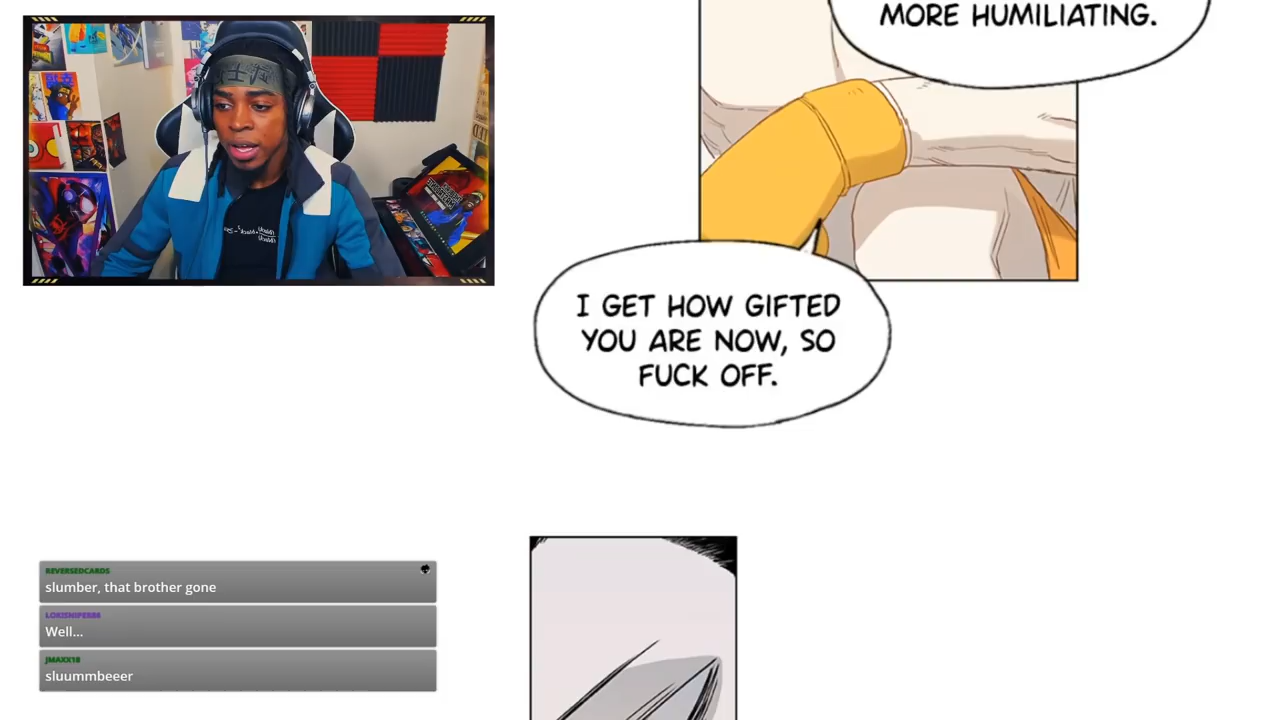 MORE HUMILIATING.
I GET HOW GIFTED
YOU ARE NOW, SO
FUCK OFF.
REVERSEDCARDS
slumber, that brother gone
LOKISNIPER86
Well...
JMAXX18
sluummbeeer